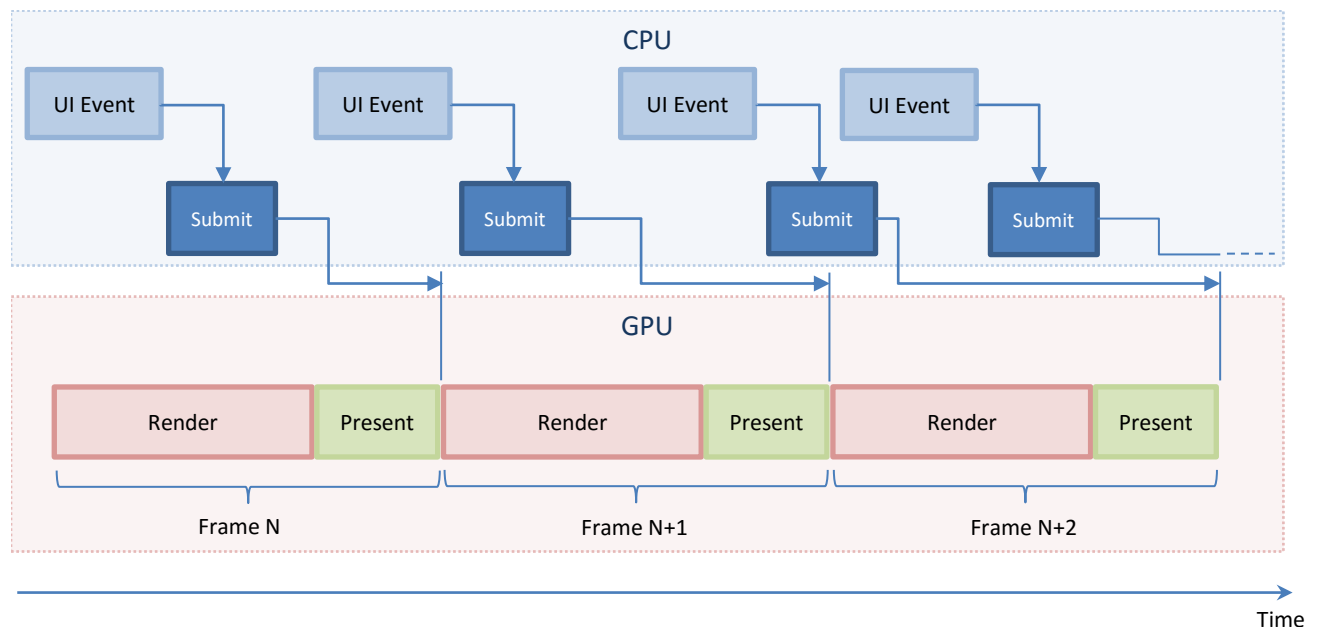 CPU
UI Event
UI Event
UI Event
UI Event
Submit
Submit
Submit
Submit
GPU
Render
Present
Render
Present
Render
Present
Frame N
Frame N+1
Frame N+2
Time